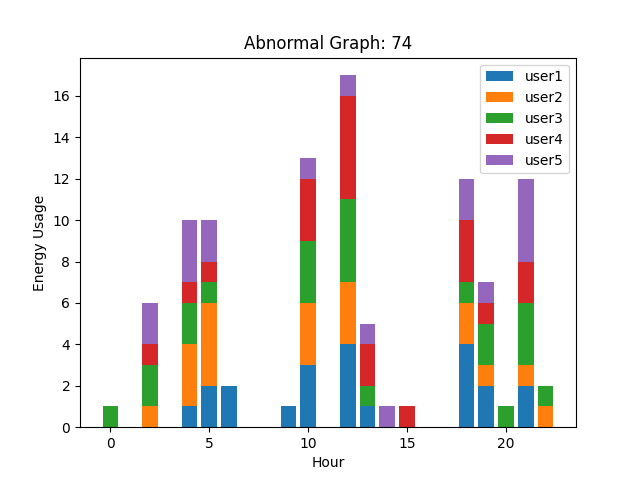 Abnormal Graph: 74
Energy Usage
16
14
12
10
8
6
4
2
0
user1
user2
user3
user4
user5
0 5 10 15 20
Hour